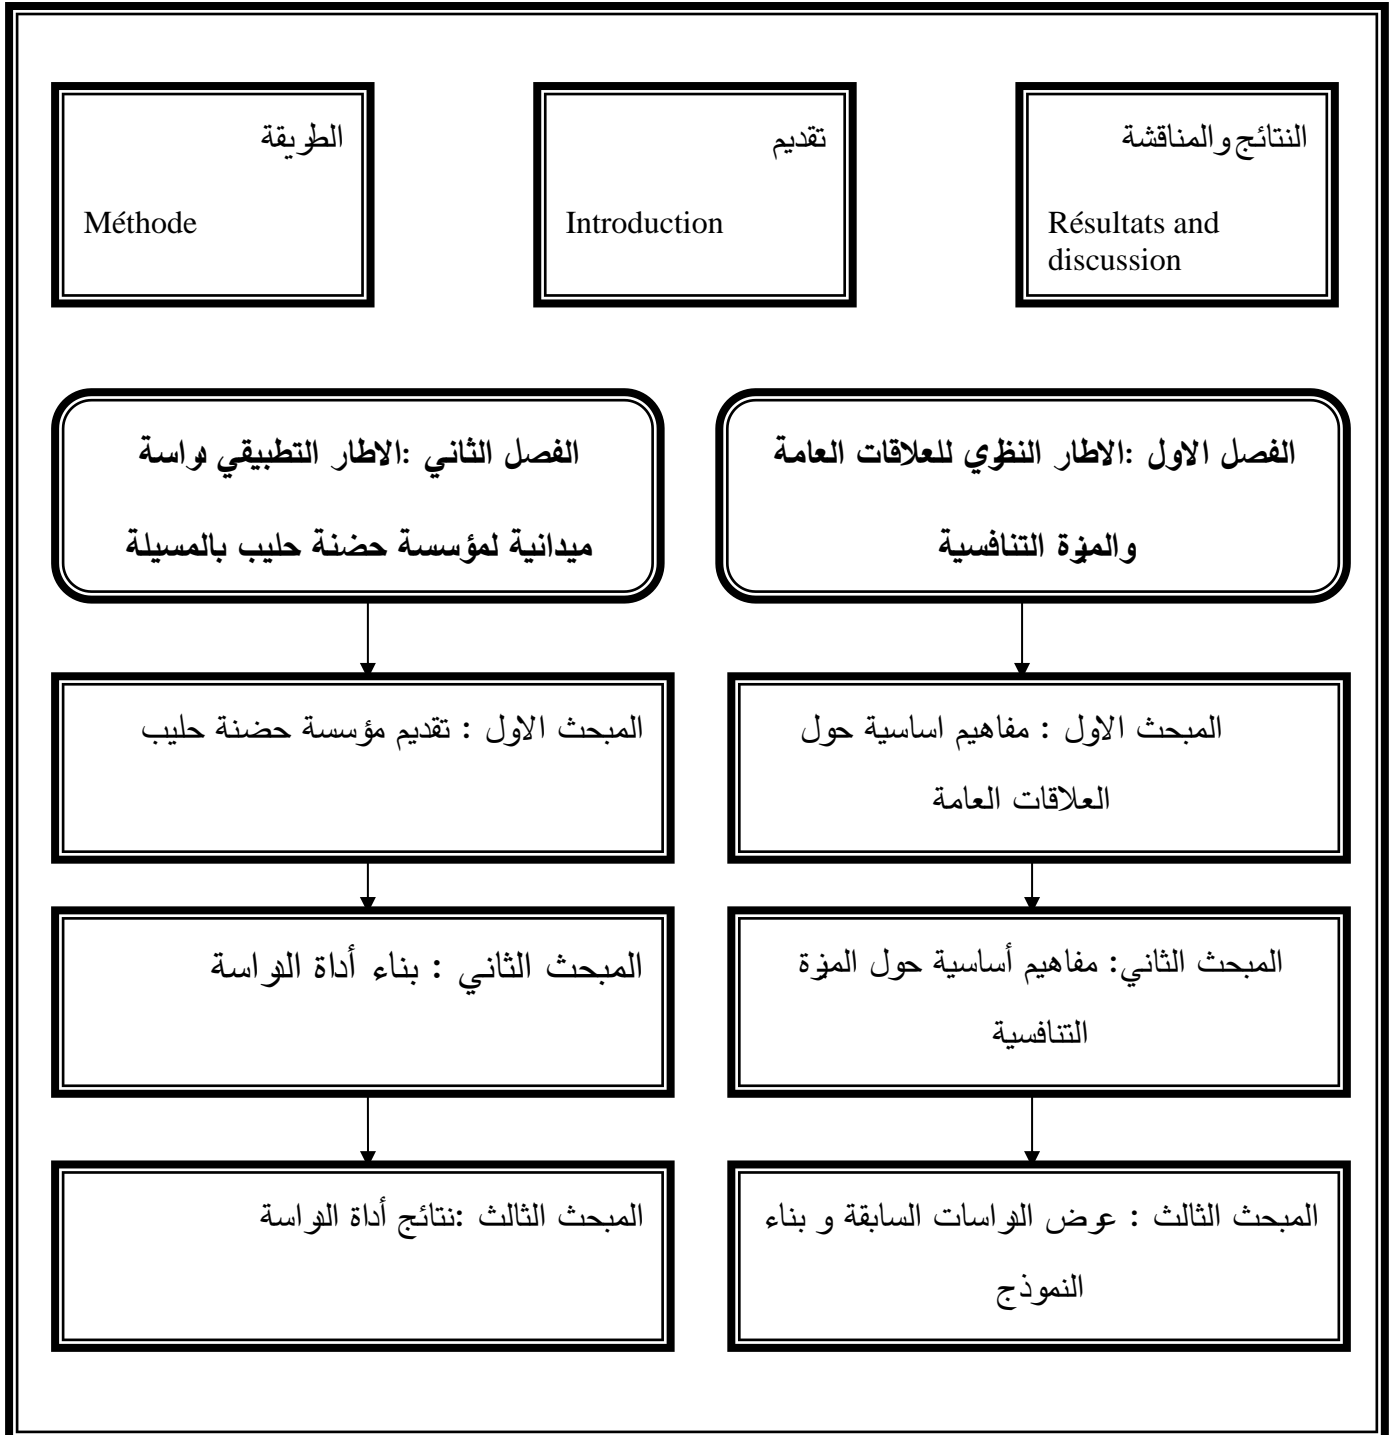 النتائج والمناقشة
Résultats and
discussion
تقديم
Introduction
الطريقة
Méthode
الفصل الاول :الاطار النظري للعلاقات العامة
والميزة التنافسية
الفصل الثاني :الاطار التطبيقي دراسة
ميدانية لمؤسسة حضنة حليب بالمسيلة
المبحث الاول : مفاهيم اساسية حول
العلاقات العامة
المبحث الاول : تقديم مؤسسة حضنة حليب
المبحث الثاني: مفاهيم أساسية حول الميزة
التنافسية
المبحث الثاني : بناء أداة الدراسة
المبحث الثالث : عرض الدراسات السابقة و بناء
النموذج
المبحث الثالث :نتائج أداة الدراسة